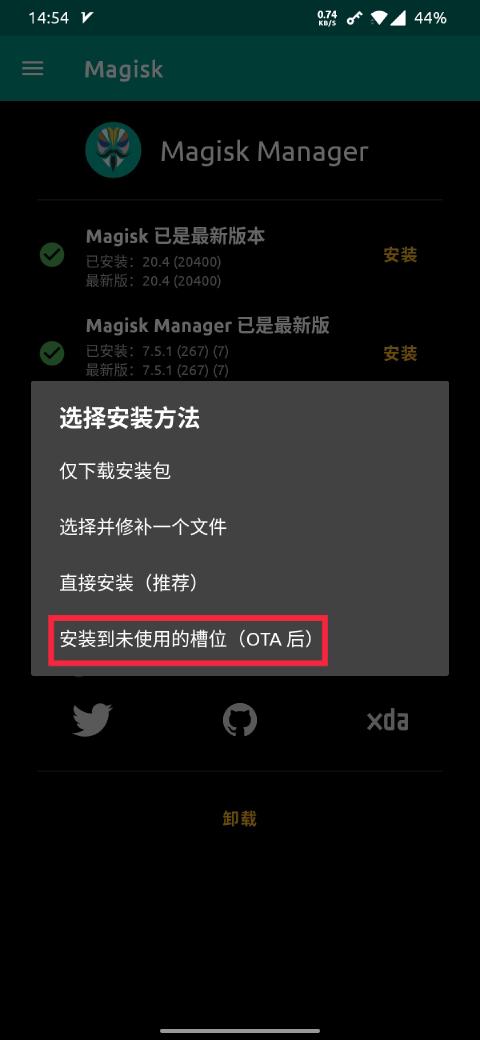 14:54
0.74
KB/S
44%
Magisk
Magisk Manager
Magisk 已是最新版本
已安装：20.4 (20400)
最新版：20.4 (20400)
安装
Magisk Manager 已是最新版
已安装：7.5.1 (267) (7)
最新版：7.5.1 (267) (7)
安装
选择安装方法
仅下载安装包
选择并修补一个文件
直接安装（推荐）
安装到未使用的槽位（OTA 后）
xda
卸载